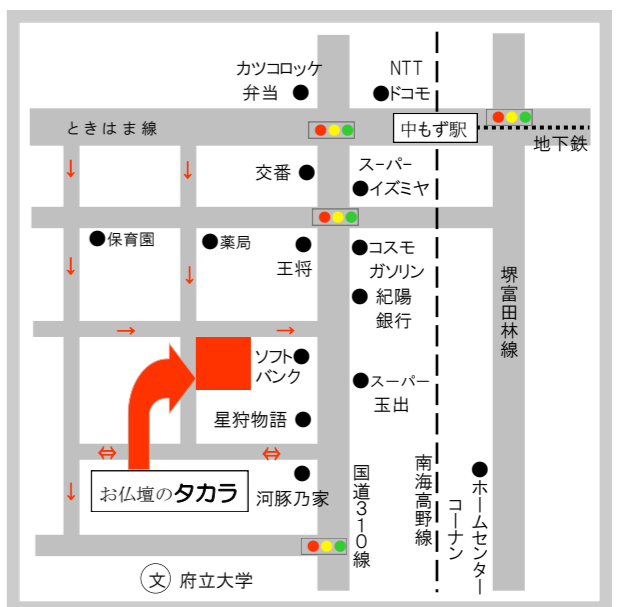 カツコロッケ
弁当
NTT
ドコモ
ときはま線
中もず駅
地下鉄
交番
スーパー
イズミヤ
保育園
薬局
王将
コスモ
ガソリン
紀陽
銀行
堺富田林線
ソフト
バンク
スーパー
玉出
星狩物語
お仏壇のタカラ
河豚乃家
国道310線
南海高野線
ホームセンター
コーナン
文
府立大学